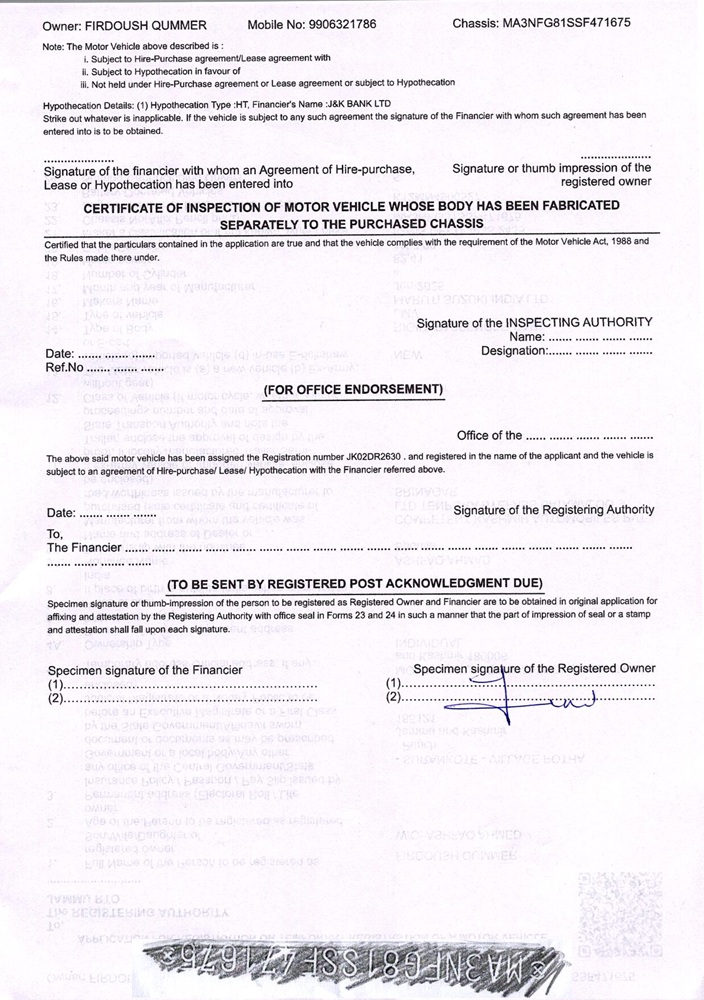 Owner: FIRDOUSH QUMMER Mobile No: 9906321786 Chassis: MA3NFG81SSF471675
Note: The Motor Vehicle above described is :
i. Subject to Hire-Purchase agreement/Lease agreement with
ii. Subject to Hypothecation in favour of
iii. Not held under Hire-Purchase agreement or Lease agreement or subject to Hypothecation
Hypothecation Details: (1) Hypothecation Type :HT, Financier's Name :J&K BANK LTD
Strike out whatever is inapplicable. If the vehicle is subject to any such agreement the signature of the Financier with whom such agreement has been
entered into is to be obtained.
..................... .....................
Signature of the financier with whom an Agreement of Hire-purchase, Signature or thumb impression of the
Lease or Hypothecation has been entered into registered owner
CERTIFICATE OF INSPECTION OF MOTOR VEHICLE WHOSE BODY HAS BEEN FABRICATED
SEPARATELY TO THE PURCHASED CHASSIS
Certified that the particulars contained in the application are true and that the vehicle complies with the requirement of the Motor Vehicle Act, 1988 and
the Rules made there under.
Signature of the INSPECTING AUTHORITY
Name: ....... ....... ....... .......
Date: ....... ....... ....... Designation:....... ....... ....... .......
Ref.No ....... ....... .......
(FOR OFFICE ENDORSEMENT)
Office of the ....... ....... ....... ....... .......
The above said motor vehicle has been assigned the Registration number JK02DR2630 . and registered in the name of the applicant and the vehicle is
subject to an agreement of Hire-purchase/ Lease/ Hypothecation with the Financier referred above.
Date: ....... ....... ....... Signature of the Registering Authority
To,
The Financier ....... ....... ....... ....... ....... ....... ....... ....... ....... ....... ....... ....... ....... ....... ....... ....... ....... ....... .......
....... ....... ....... .......
(TO BE SENT BY REGISTERED POST ACKNOWLEDGMENT DUE)
Specimen signature or thumb-impression of the person to be registered as Registered Owner and Financier are to be obtained in original application for
affixing and attestation by the Registering Authority with office seal in Forms 23 and 24 in such a manner that the part of impression of seal or a stamp
and attestation shall fall upon each signature.
Specimen signature of the Financier Specimen signature of the Registered Owner
(1)........................................................................ (1)........................................................................
(2)........................................................................ (2)........................................................................